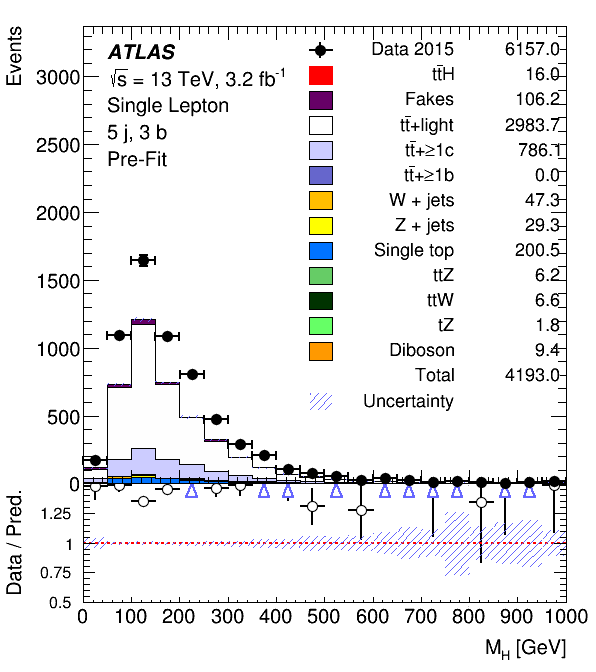 Events
ATLAS
√s = 13 TeV, 3.2 fb⁻¹
Single Lepton
5 j, 3 b
Pre-Fit
Data 2015 6157.0
tt̄H 16.0
Fakes 106.2
tt̄+light 2983.7
tt̄+≥1c 786.1
tt̄+≥1b 0.0
W + jets 47.3
Z + jets 29.3
Single top 200.5
ttZ 6.2
ttW 6.6
tZ 1.8
Diboson 9.4
Total 4193.0
Uncertainty
3000
2500
2000
1500
1000
500
0
Data / Pred.
1.25
1
0.75
0.5
0 100 200 300 400 500 600 700 800 900 1000
M_H [GeV]